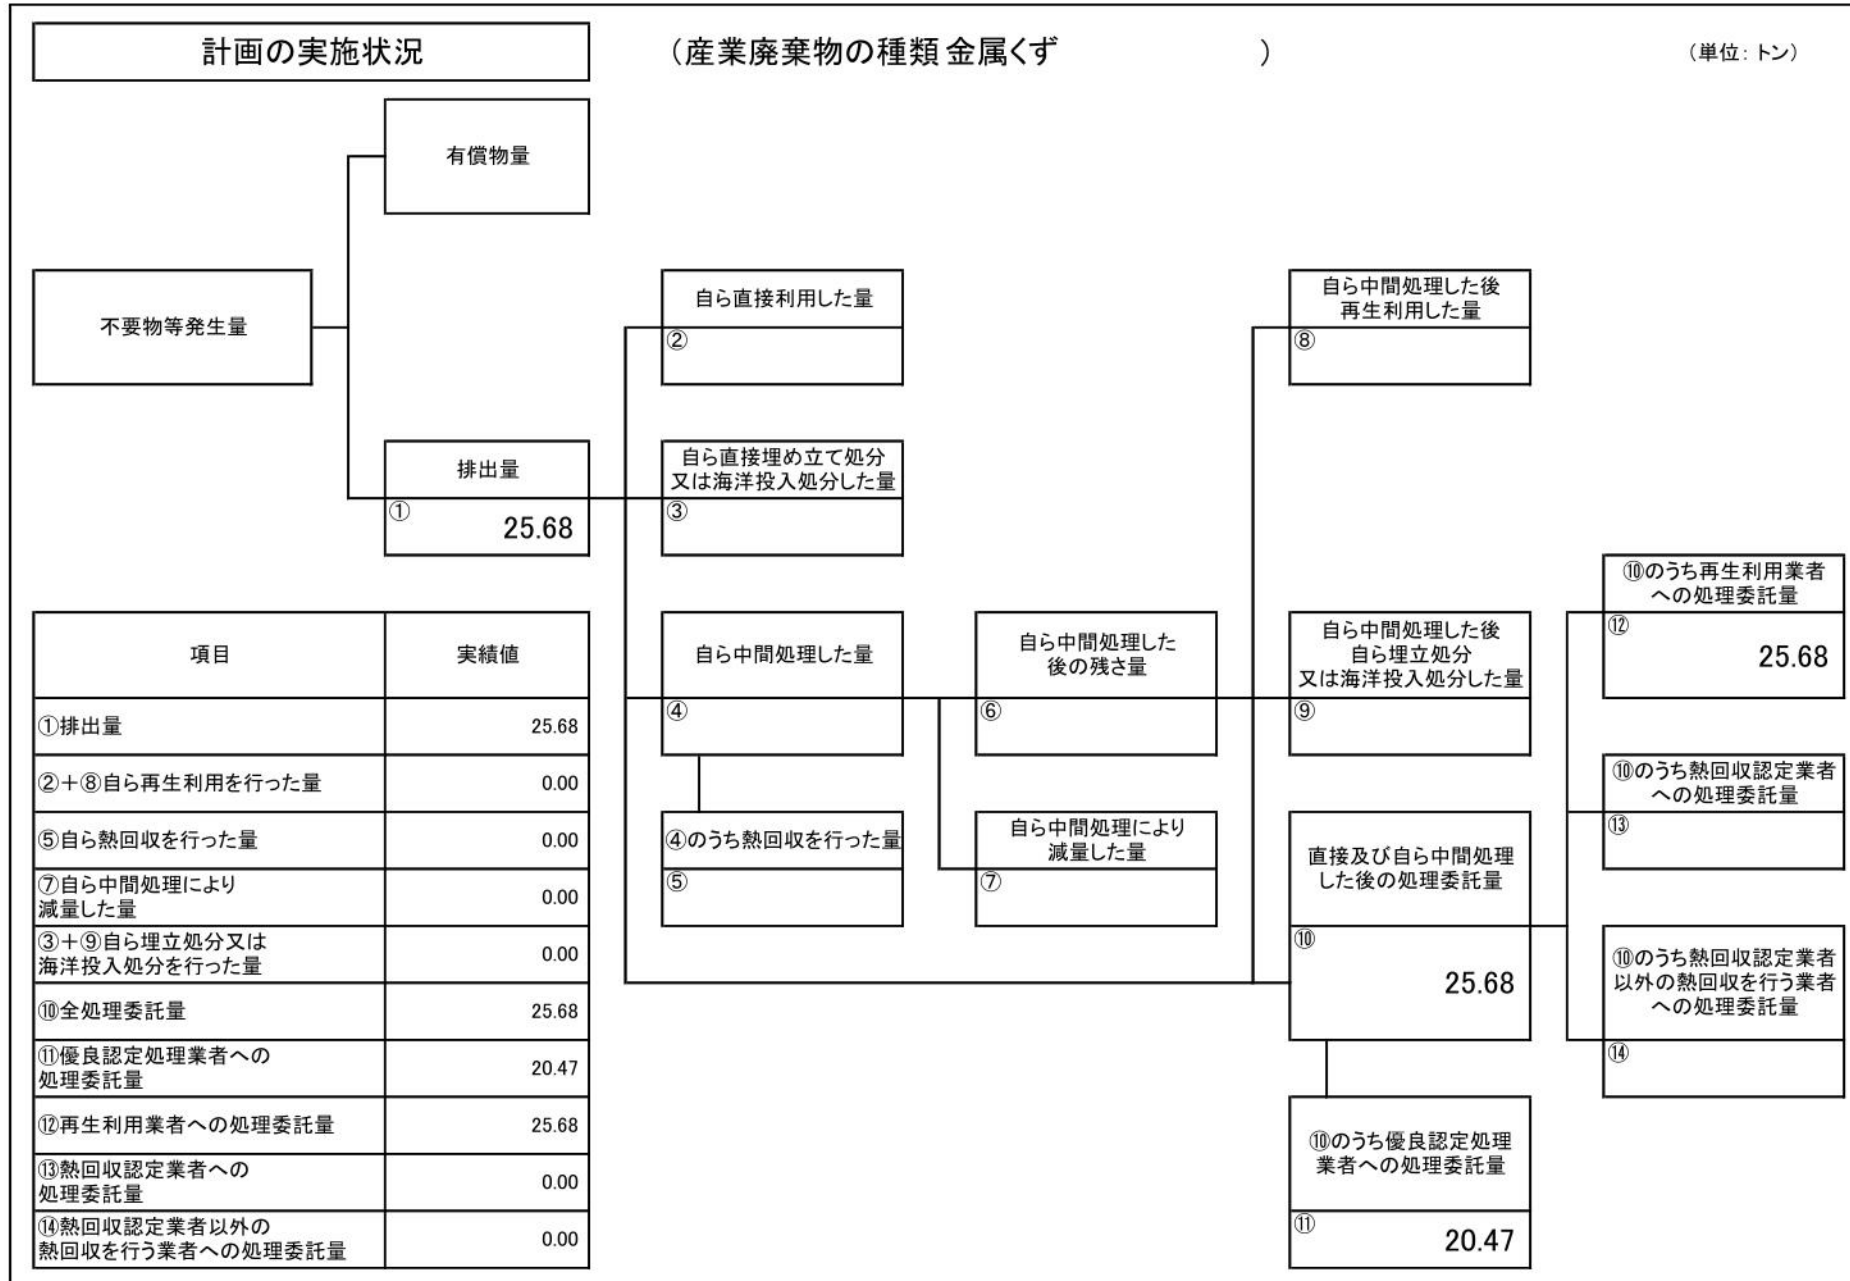 計画の実施状況
（産業廃棄物の種類 金属くず　　　　　）
（単位：トン）
有償物量
不要物等発生量
自ら直接利用した量
②
自ら中間処理した後
再生利用した量
⑧
排出量
①
25.68
自ら直接埋め立て処分
又は海洋投入処分した量
③
⑩のうち再生利用業者
への処理委託量
⑫
25.68
自ら中間処理した量
④
自ら中間処理した
後の残さ量
⑥
自ら中間処理した後
自ら埋立処分
又は海洋投入処分した量
⑨
⑩のうち熱回収認定業者
への処理委託量
⑬
④のうち熱回収を行った量
⑤
自ら中間処理により
減量した量
⑦
直接及び自ら中間処理
した後の処理委託量
⑩
25.68
⑩のうち熱回収認定業者
以外の熱回収を行う業者
への処理委託量
⑭
⑩のうち優良認定処理
業者への処理委託量
⑪
20.47
項目 実績値
①排出量 25.68
②＋⑧自ら再生利用を行った量 0.00
⑤自ら熱回収を行った量 0.00
⑦自ら中間処理により
減量した量 0.00
③＋⑨自ら埋立処分又は
海洋投入処分を行った量 0.00
⑩全処理委託量 25.68
⑪優良認定処理業者への
処理委託量 20.47
⑫再生利用業者への処理委託量 25.68
⑬熱回収認定業者への
処理委託量 0.00
⑭熱回収認定業者以外の
熱回収を行う業者への処理委託量 0.00